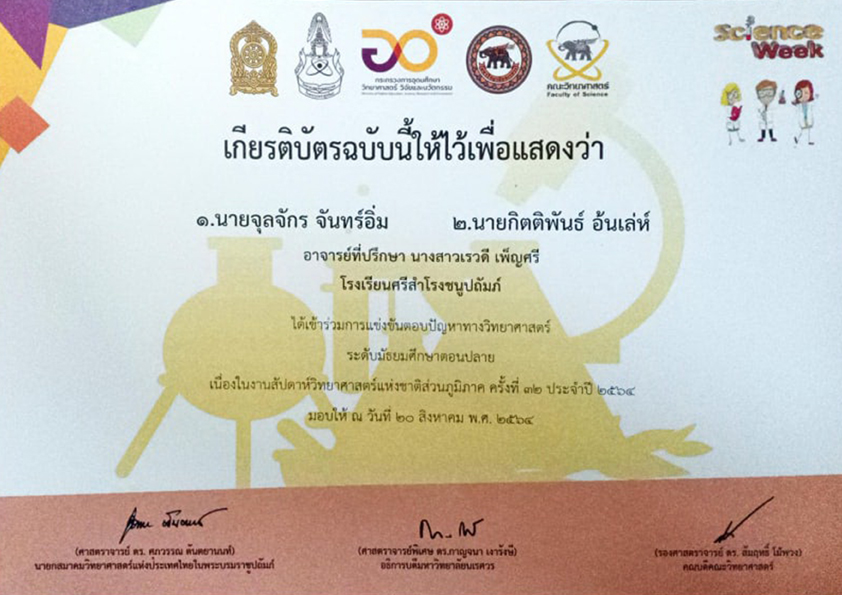 Science
Week
กระทรวงการอุดมศึกษา
วิทยาศาสตร์ วิจัยและนวัตกรรม
คณะวิทยาศาสตร์
Faculty of Science
เกียรติบัตรฉบับนี้ให้ไว้เพื่อแสดงว่า
๑.นายจุลจักร จันทร์อิ่ม ๒.นายกิตติพันธ์ อ้นเล่ห์
อาจารย์ที่ปรึกษา นางสาวเรวดี เพ็ญศรี
โรงเรียนศรีสำโรงชนูปถัมภ์
ได้เข้าร่วมการแข่งขันตอบปัญหาทางวิทยาศาสตร์
ระดับมัธยมศึกษาตอนปลาย
เนื่องในงานสัปดาห์วิทยาศาสตร์แห่งชาติส่วนภูมิภาค ครั้งที่ ๓๒ ประจำปี ๒๕๖๔
มอบให้ ณ วันที่ ๒๐ สิงหาคม พ.ศ. ๒๕๖๔
(ศาสตราจารย์ ดร. ศุภวรรณ ตันตยานนท์) (ศาสตราจารย์พิเศษ ดร.กาญจนา เงารังษี) (รองศาสตราจารย์ ดร. สัมฤทธิ์ โม้พวง)
นายกสมาคมวิทยาศาสตร์แห่งประเทศไทยในพระบรมราชูปถัมภ์ อธิการบดีมหาวิทยาลัยนเรศวร คณบดีคณะวิทยาศาสตร์